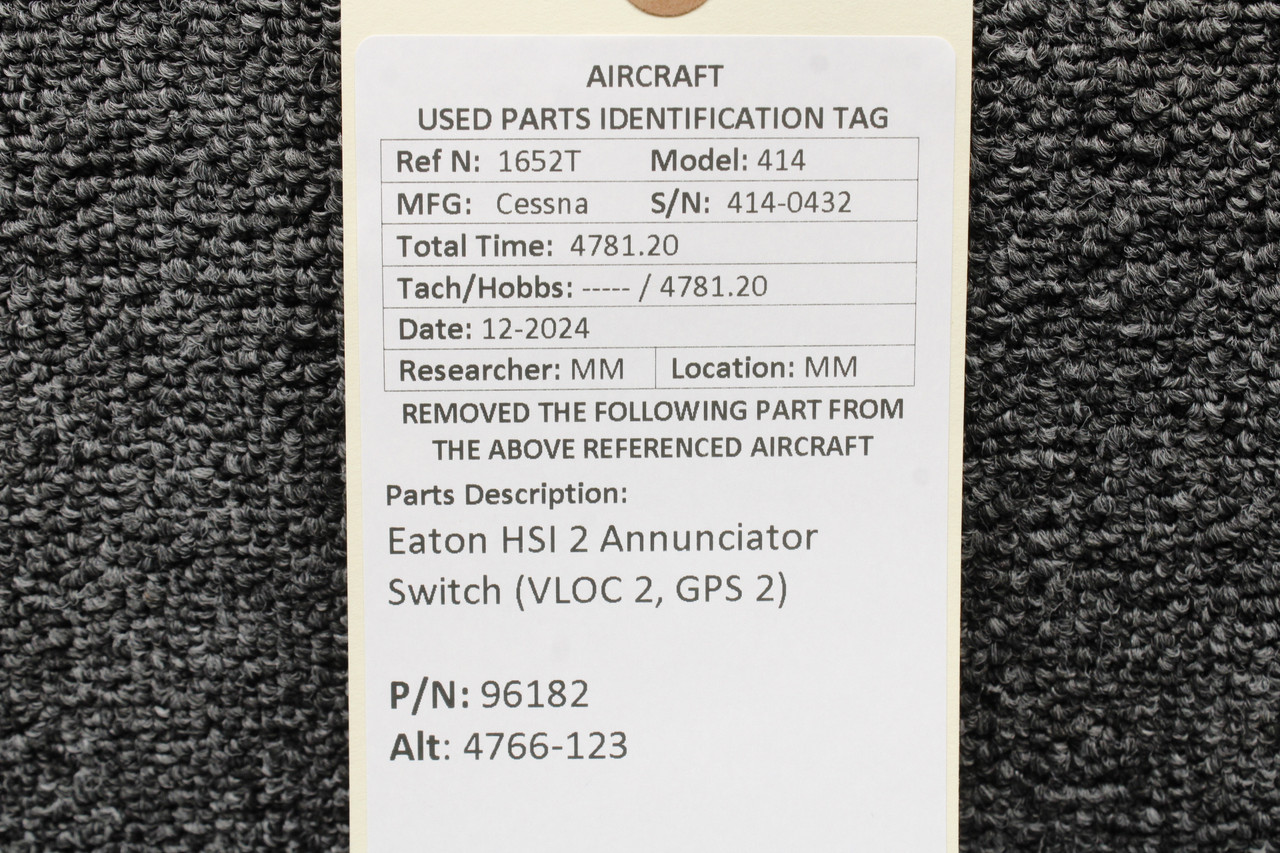 AIRCRAFT
USED PARTS IDENTIFICATION TAG
Ref N: 1652T Model: 414
MFG: Cessna S/N: 414-0432
Total Time: 4781.20
Tach/Hobbs: ----- / 4781.20
Date: 12-2024
Researcher: MM Location: MM
REMOVED THE FOLLOWING PART FROM
THE ABOVE REFERENCED AIRCRAFT
Parts Description:
Eaton HSI 2 Annunciator
Switch (VLOC 2, GPS 2)
P/N: 96182
Alt: 4766-123